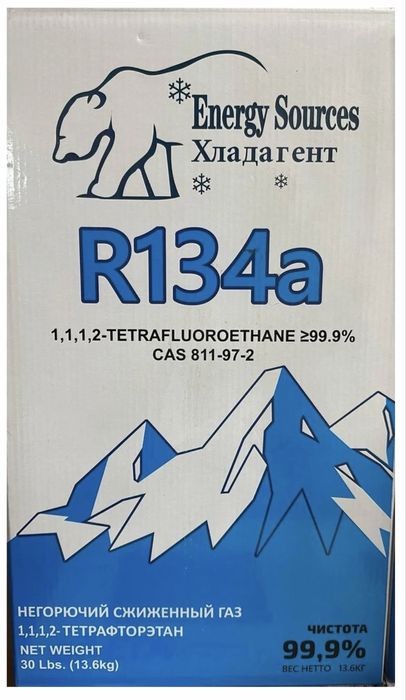 Energy Sources
Хладагент
R134a
1,1,1,2-TETRAFLUOROETHANE ≥99.9%
CAS 811-97-2
НЕГОРЮЧИЙ СЖИЖЕННЫЙ ГАЗ
1,1,1,2- ТЕТРАФТОРЭТАН
NET WEIGHT
30 Lbs. (13.6kg)
ЧИСТОТА
99,9%
ВЕС НЕТТО 13.6КГ